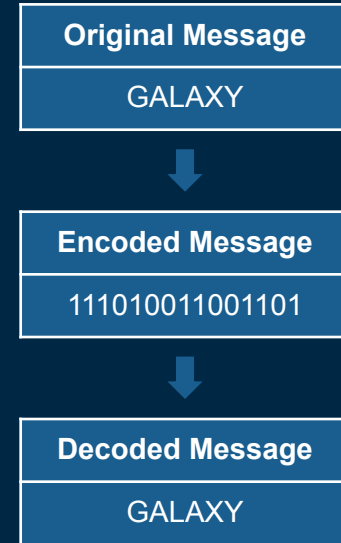 Original Message
GALAXY
Encoded Message
111010011001101
Decoded Message
GALAXY